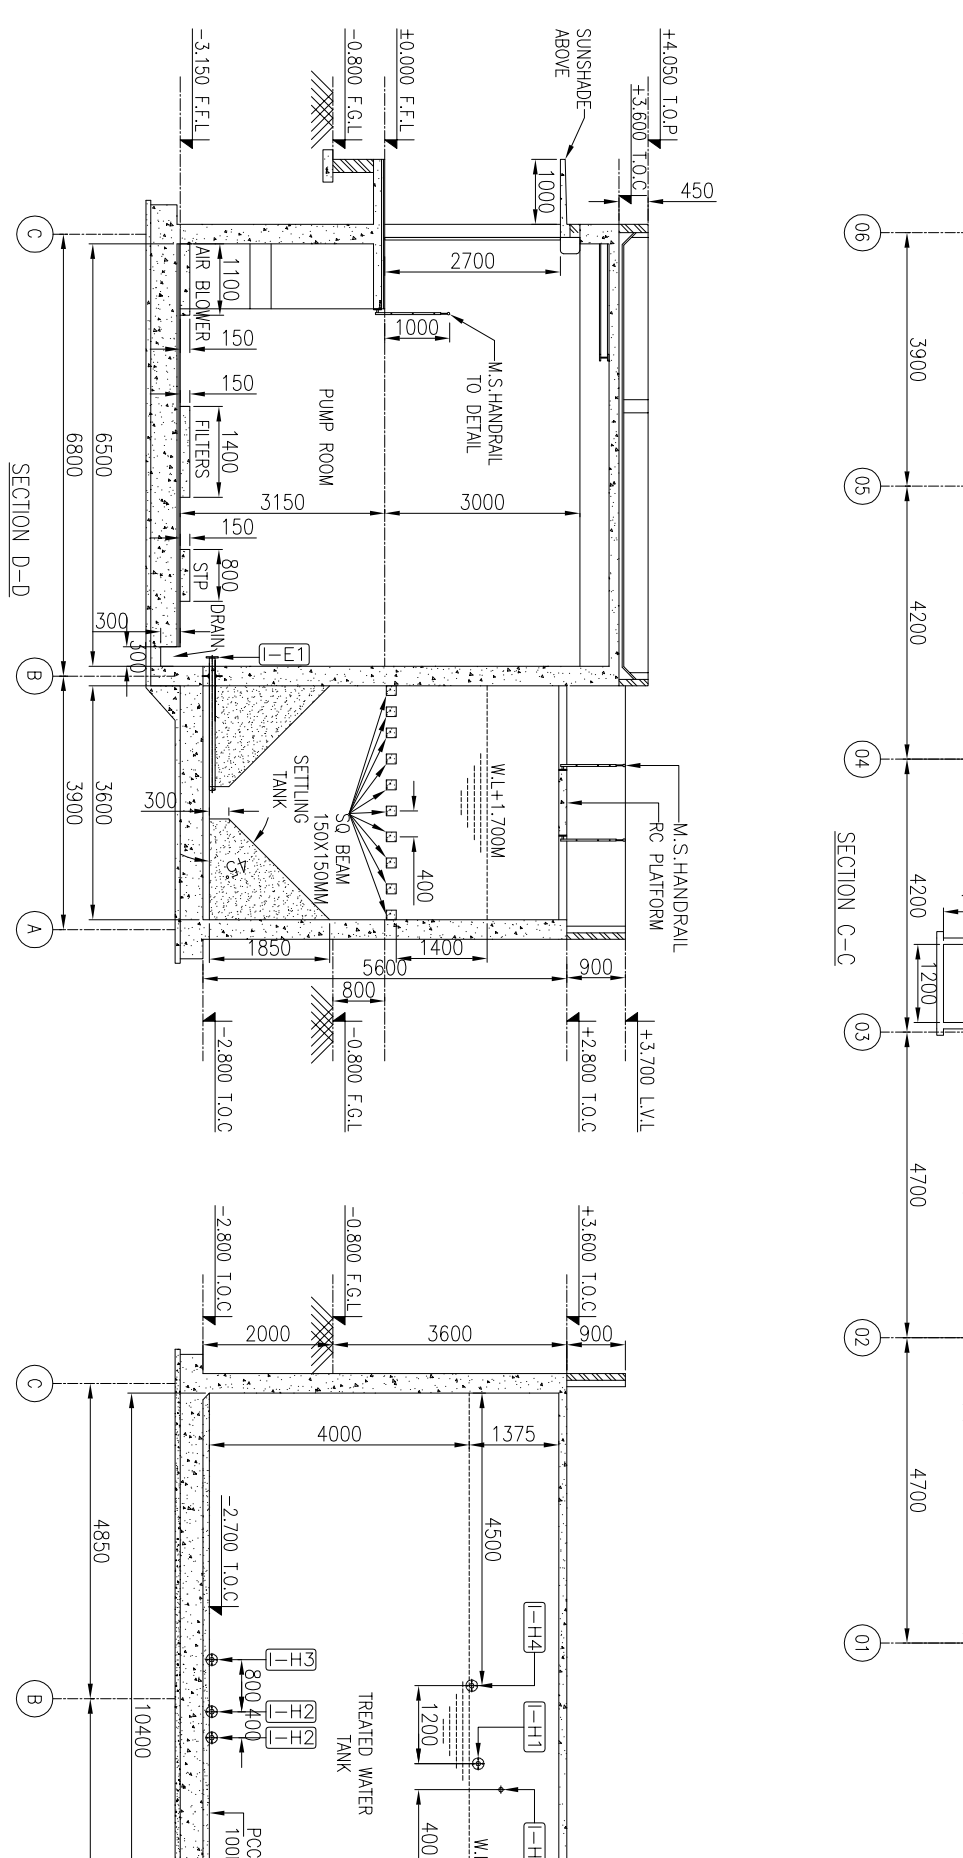 +4.050 T.O.P
+3.600 T.O.C
450
SUNSHADE
ABOVE
1000
±0.000 F.F.L
-0.800 F.G.L
-3.150 F.F.L
2700
1000
M.S.HANDRAIL
TO DETAIL
1100
AIR BLOWER
150
150
1400
FILTERS
PUMP ROOM
3150
3000
150
800
STP
DRAIN
300
300
I-E1
6500
6800
C
B
A
SECTION D-D
M.S.HANDRAIL
RC PLATFORM
W.L+1.700M
400
SQ BEAM
150X150MM
SETTLING
TANK
300
45°
3600
3900
1850
1400
5600
900
800
+3.700 L.V.L
+2.800 T.O.C
-0.800 F.G.L
-2.800 T.O.C
06
3900
05
4200
04
4200
1200
03
4700
02
4700
01
SECTION C-C
+3.600 T.O.C
-0.800 F.G.L
-2.800 T.O.C
900
3600
2000
C
4000
1375
4500
-2.700 T.O.C
4850
10400
B
I-H4
I-H1
I-H3
I-H2
I-H2
800
400
1200
TREATED WATER
TANK
400
PCC